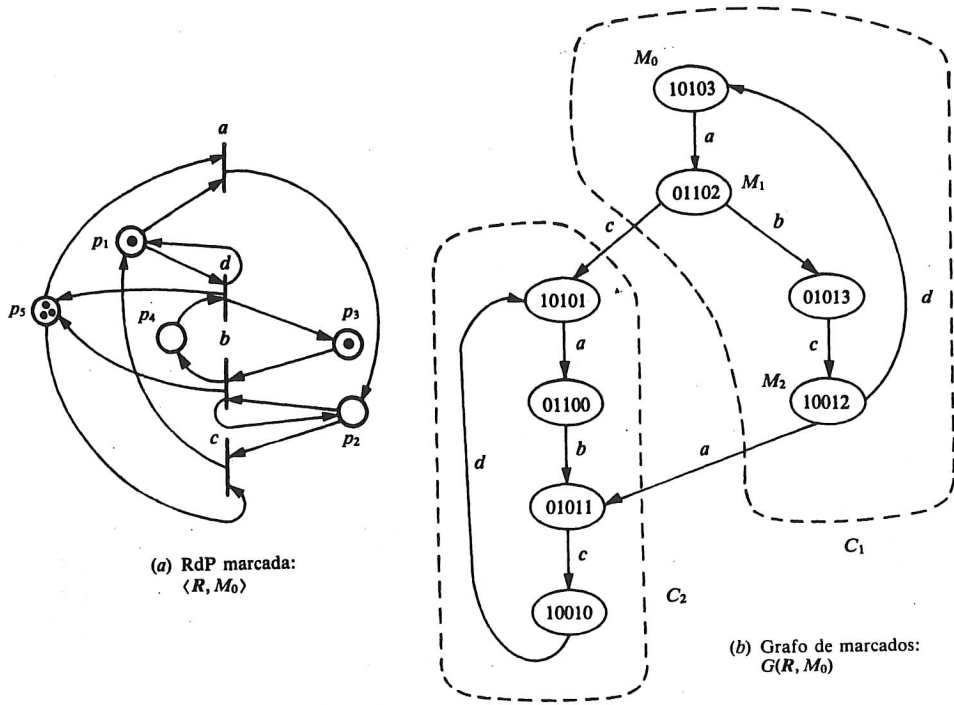 a
p₁
d
p₅
p₄
p₃
b
c
p₂
(a) RdP marcada:
⟨R, M₀⟩
M₀
10103
a
01102
M₁
c
b
10101
01013
d
a
c
01100
M₂
10012
b
a
d
01011
C₁
c
C₂
10010
(b) Grafo de marcados:
G(R, M₀)